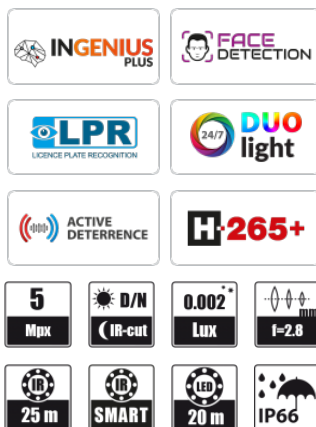 INGENIUS
PLUS
FACE
DETECTION
LPR
LICENCE PLATE RECOGNITION
24/7
DUO
light
ACTIVE
DETERRENCE
H·265+
5
Mpx
D/N
IR-cut
0.002**
Lux
f=2.8
IR
25 m
IR
SMART
LED
20 m
IP66